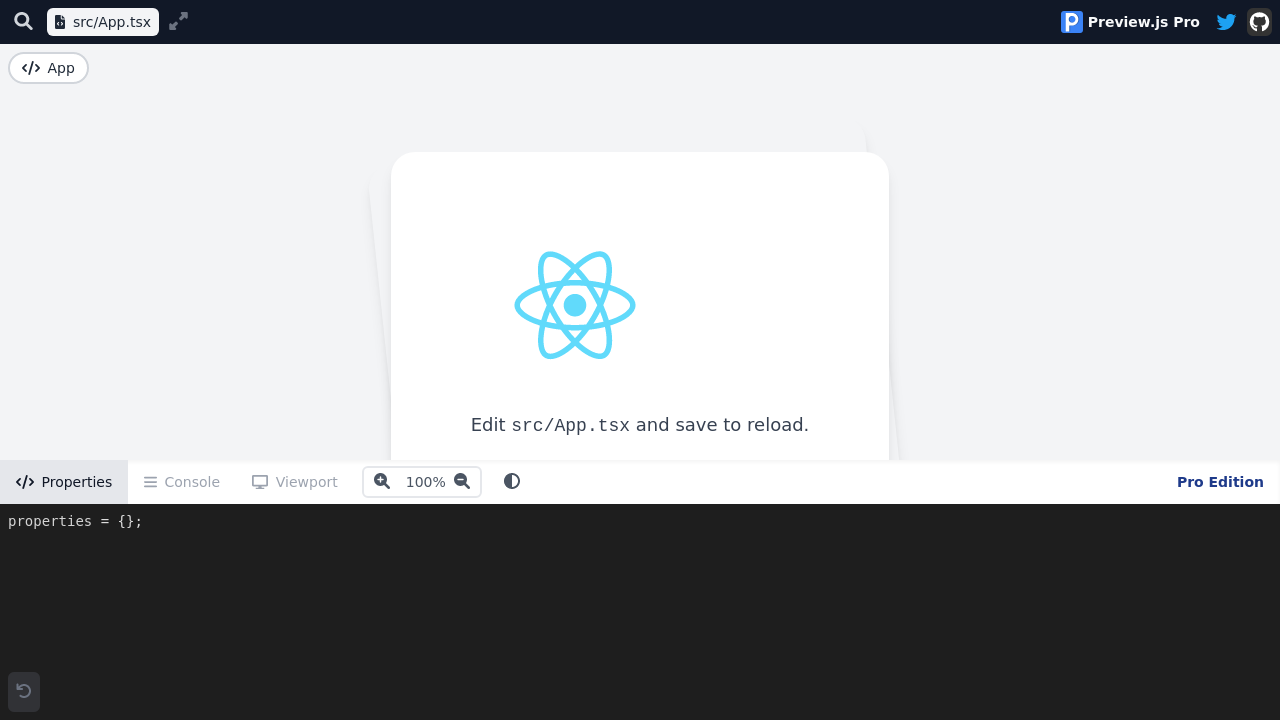 src/App.tsx
Preview.js Pro
App
Edit src/App.tsx and save to reload.
Properties
Console
Viewport
100%
Pro Edition
properties = {};